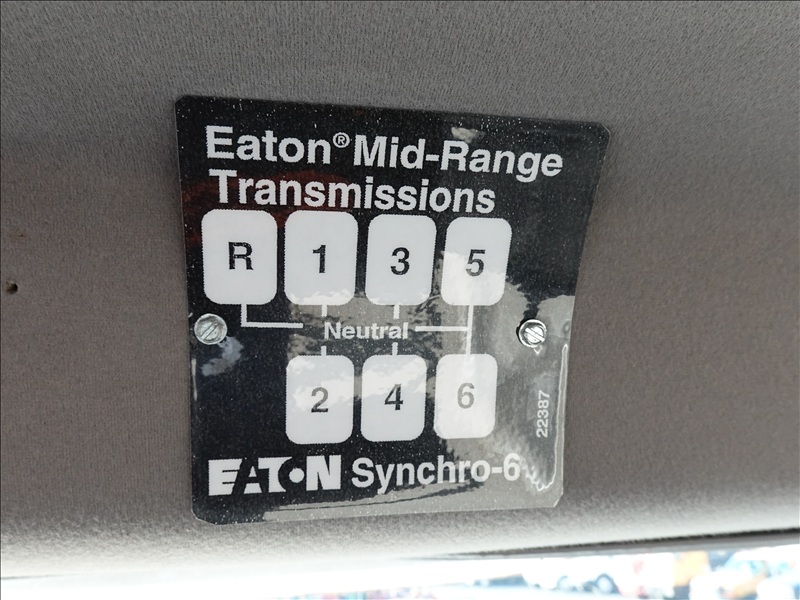 Eaton® Mid-Range
Transmissions
R 1 3 5
Neutral
2 4 6
22387
EATON Synchro-6